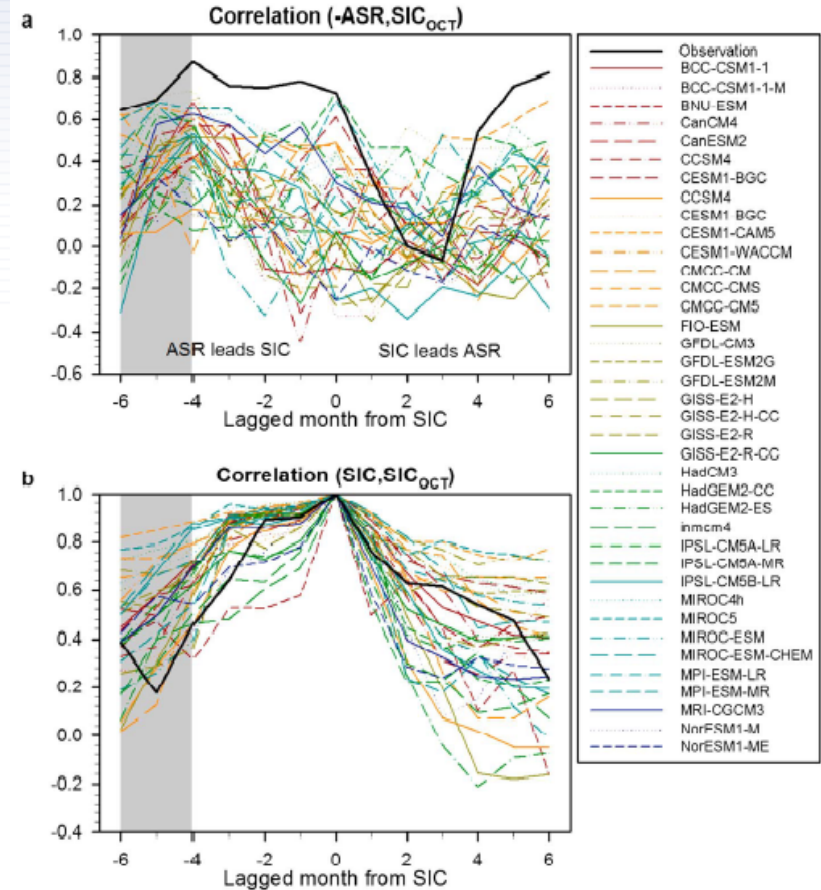 a
Correlation (-ASR,SIC_OCT)
1.0
0.8
0.6
0.4
0.2
0.0
-0.2
-0.4
-0.6
ASR leads SIC
SIC leads ASR
-6 -4 -2 0 2 4 6
Lagged month from SIC
b
Correlation (SIC,SIC_OCT)
1.0
0.8
0.6
0.4
0.2
0.0
-0.2
-0.4
-6 -4 -2 0 2 4 6
Lagged month from SIC
Observation
BCC-CSM1-1
BCC-CSM1-1-M
BNU-ESM
CanCM4
CanESM2
CCSM4
CESM1-BGC
CCSM4
CESM1 BGC
CESM1-CAM5
CESM1-WACCM
CMCC-CM
CMCC-CMS
CMCC-CM5
FIO-ESM
GFDL-CM3
GFDL-ESM2G
GFDL-ESM2M
GISS-E2-H
GISS-E2-H-CC
GISS-E2-R
GISS-E2-R-CC
HadCM3
HadGEM2-CC
HadGEM2-ES
inmcm4
IPSL-CM5A-LR
IPSL-CM5A-MR
IPSL-CM5B-LR
MIROC4h
MIROC5
MIROC-ESM
MIROC-ESM-CHEM
MPI-ESM-LR
MPI-ESM-MR
MRI-CGCM3
NorESM1-M
NorESM1-ME